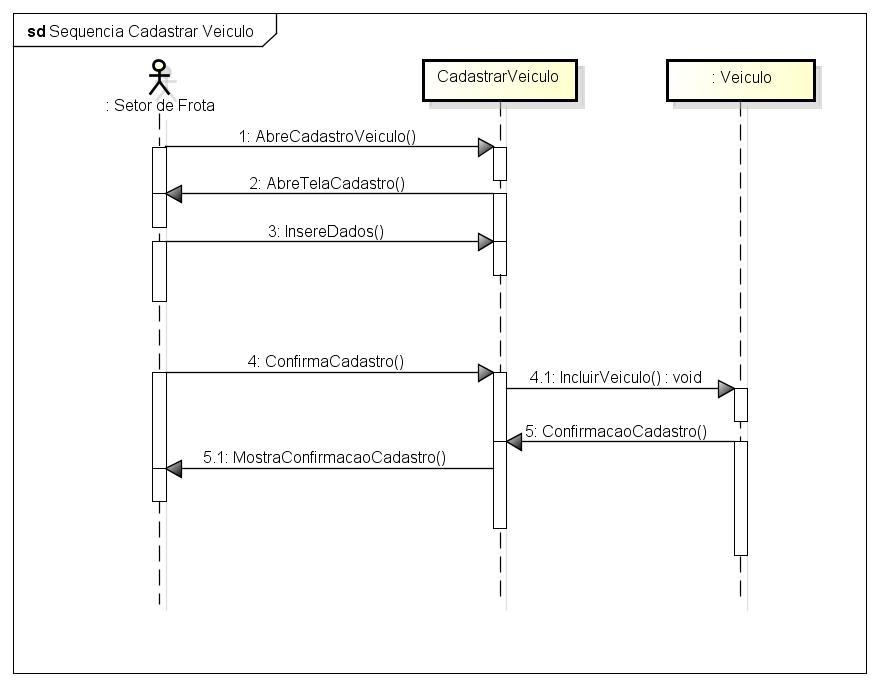 sd Sequencia Cadastrar Veiculo
: Setor de Frota
CadastrarVeiculo
: Veiculo
1: AbreCadastroVeiculo()
2: AbreTelaCadastro()
3: InsereDados()
4: ConfirmaCadastro()
4.1: IncluirVeiculo() : void
5: ConfirmacaoCadastro()
5.1: MostraConfirmacaoCadastro()